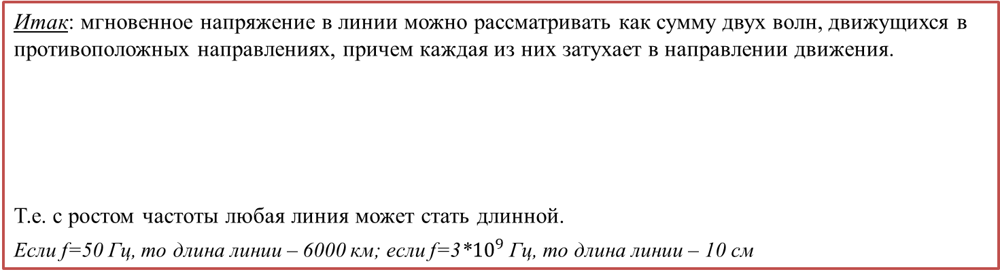 Итак: мгновенное напряжение в линии можно рассматривать как сумму двух волн, движущихся в
противоположных направлениях, причем каждая из них затухает в направлении движения.
Т.е. с ростом частоты любая линия может стать длинной.
Если f=50 Гц, то длина линии – 6000 км; если f=3*10⁹ Гц, то длина линии – 10 см